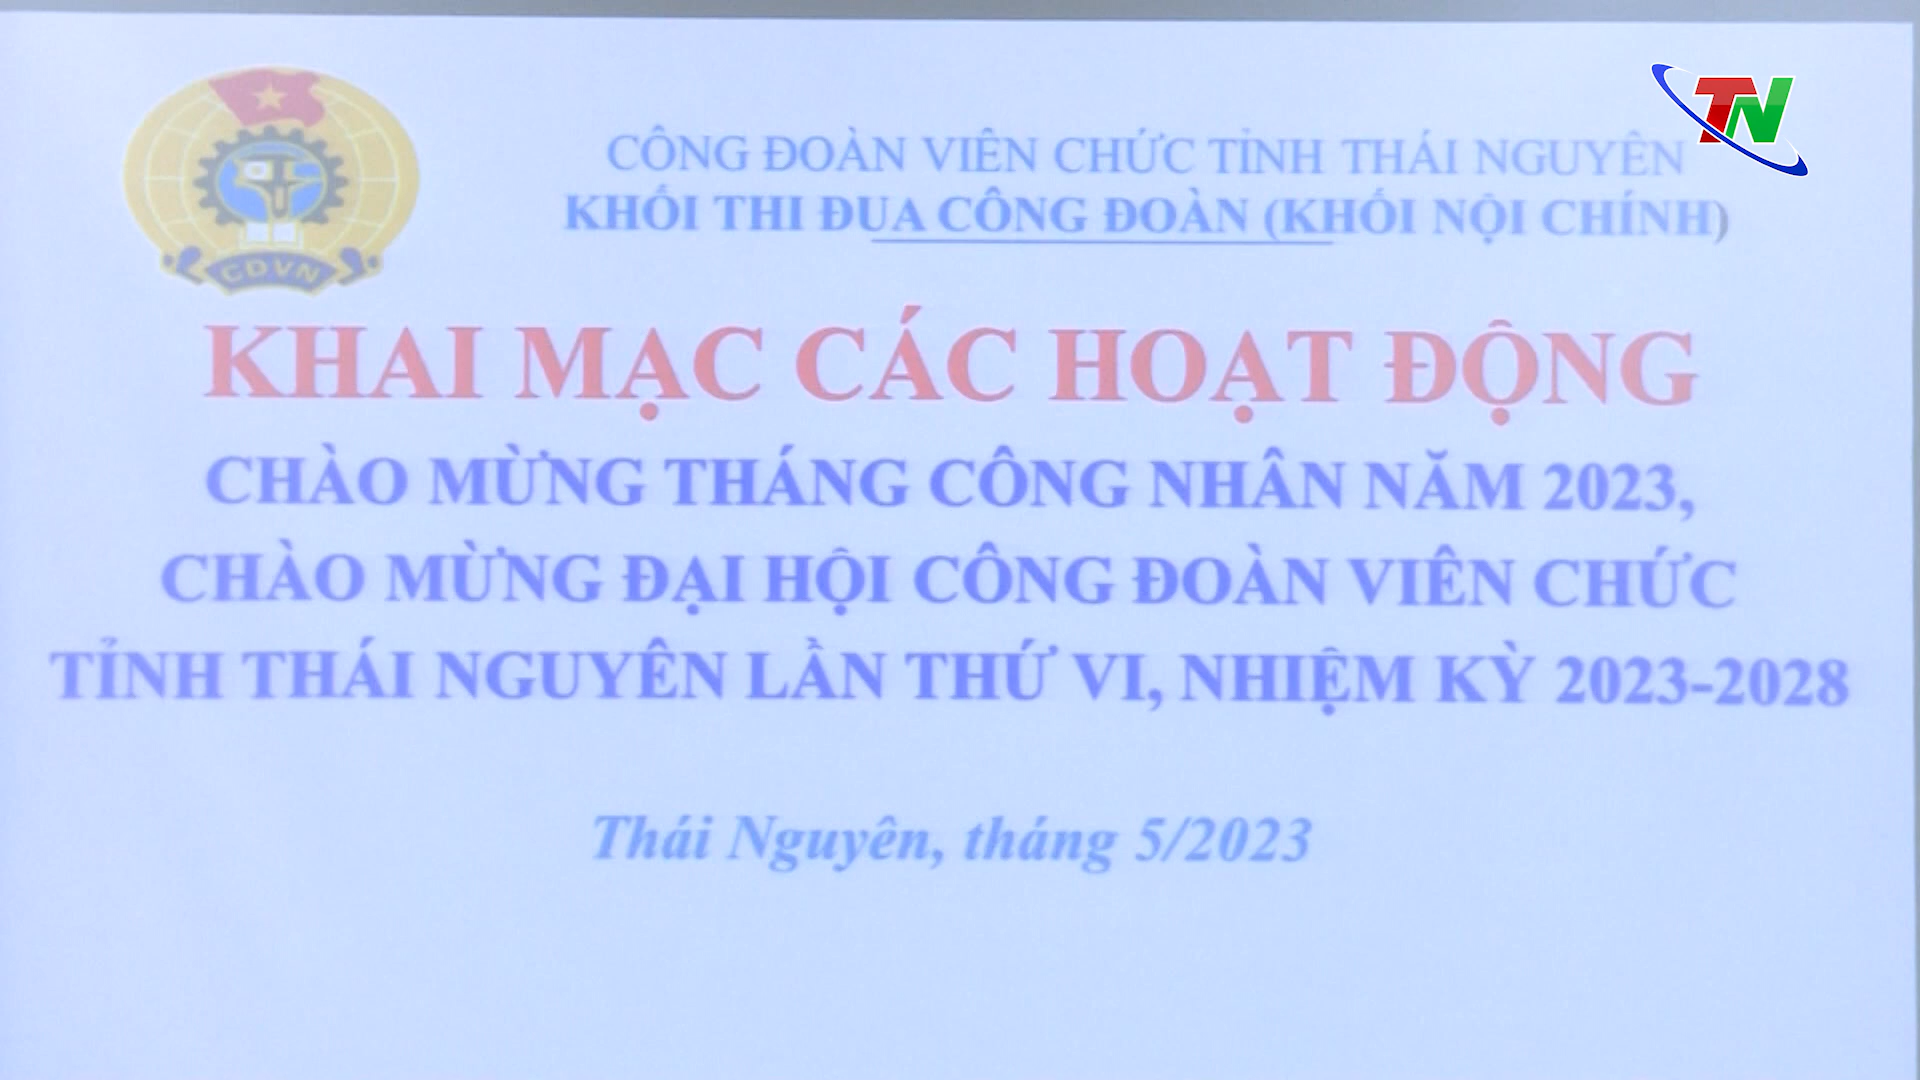 TN
CÔNG ĐOÀN VIÊN CHỨC TỈNH THÁI NGUYÊN
KHỐI THI ĐUA CÔNG ĐOÀN (KHỐI NỘI CHÍNH)
CĐVN
KHAI MẠC CÁC HOẠT ĐỘNG
CHÀO MỪNG THÁNG CÔNG NHÂN NĂM 2023,
CHÀO MỪNG ĐẠI HỘI CÔNG ĐOÀN VIÊN CHỨC
TỈNH THÁI NGUYÊN LẦN THỨ VI, NHIỆM KỲ 2023-2028
Thái Nguyên, tháng 5/2023